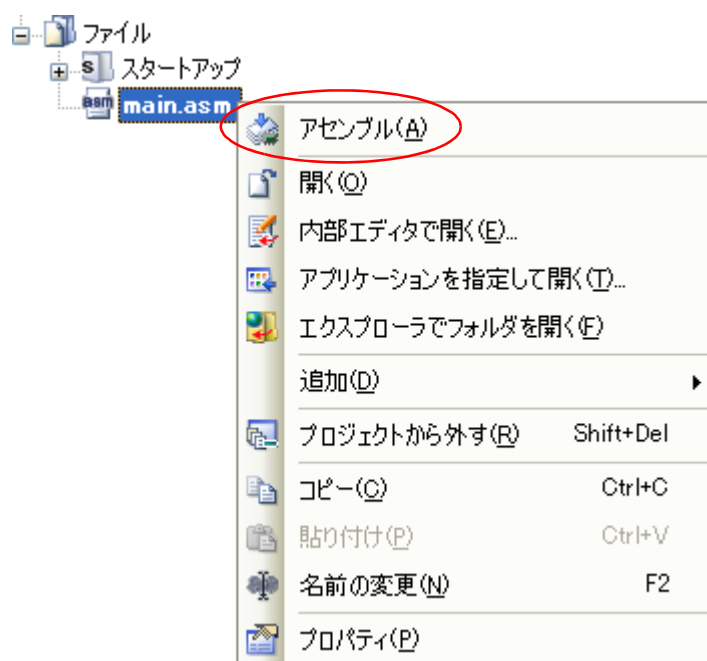 ファイル
スタートアップ
main.asm
アセンブル(A)
開く(O)
内部エディタで開く(E)...
アプリケーションを指定して開く(T)...
エクスプローラでフォルダを開く(F)
追加(D)
プロジェクトから外す(R) Shift+Del
コピー(C) Ctrl+C
貼り付け(P) Ctrl+V
名前の変更(N) F2
プロパティ(P)